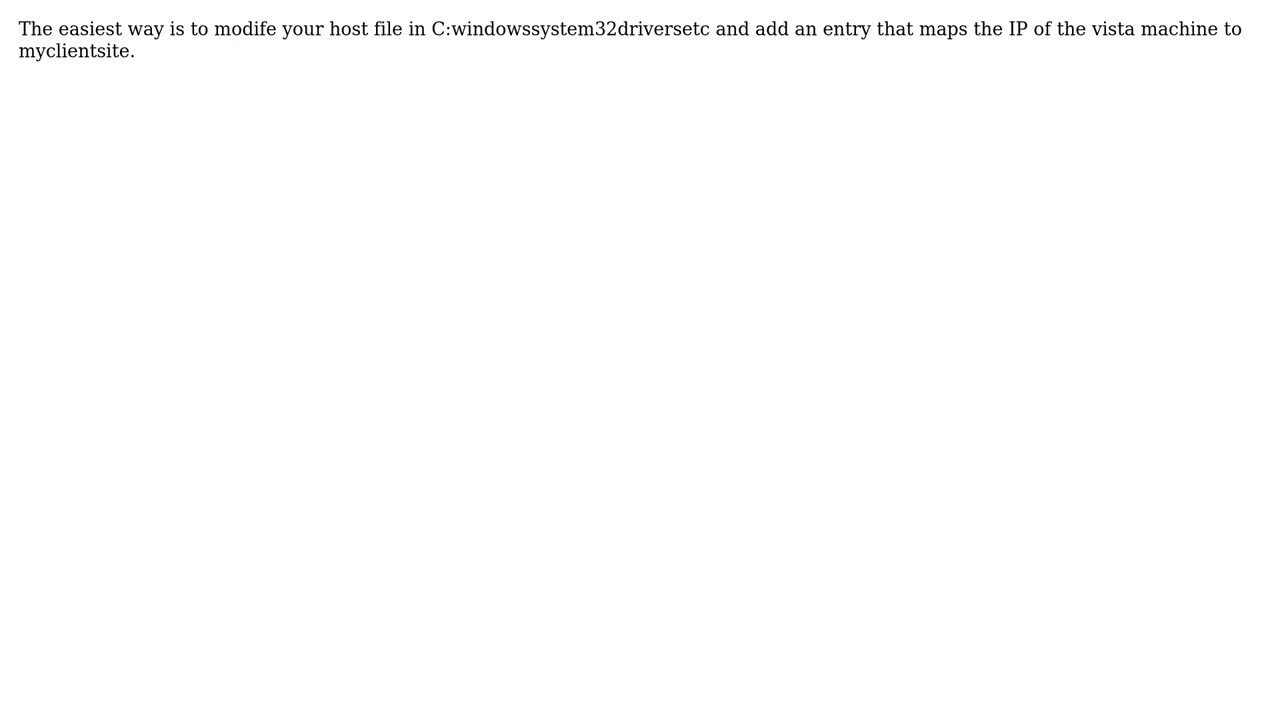 The easiest way is to modife your host file in C:windowssystem32driversetc and add an entry that maps the IP of the vista machine to
myclientsite.